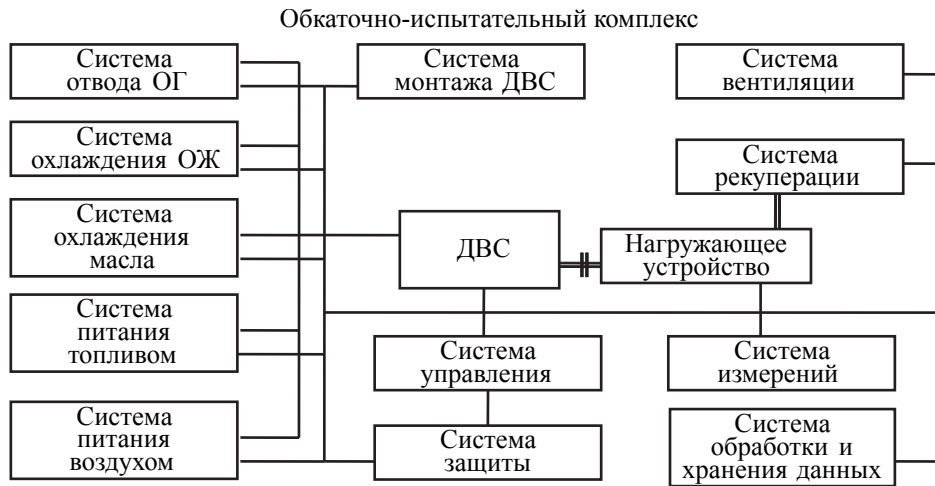 Обкаточно-испытательный комплекс
Система
отвода ОГ
Система
монтажа ДВС
Система
вентиляции
Система
охлаждения ОЖ
Система
рекуперации
Система
охлаждения
масла
ДВС
Нагружающее
устройство
Система
питания
топливом
Система
управления
Система
измерений
Система
питания
воздухом
Система
защиты
Система
обработки и
хранения данных